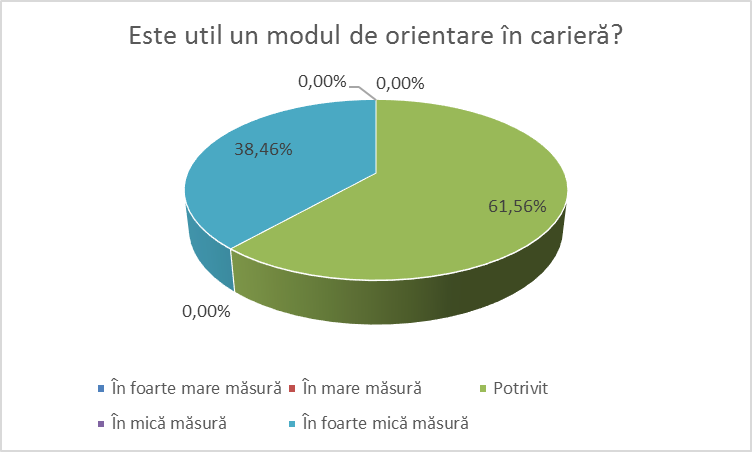 Este util un modul de orientare în carieră?
0,00%
0,00%
38,46%
61,56%
0,00%
În foarte mare măsură
În mare măsură
Potrivit
În mică măsură
În foarte mică măsură